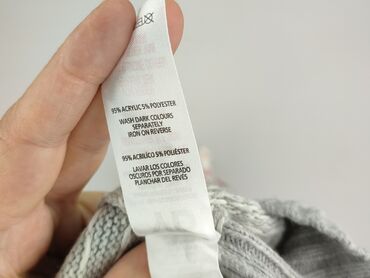 95% ACRYLIC 5% POLYESTER
WASH DARK COLOURS
SEPARATELY
IRON ON REVERSE
95% ACRÍLICO 5% POLIÉSTER
LAVAR LOS COLORES
OSCUROS POR SEPARADO
PLANCHAR DEL REVÉS